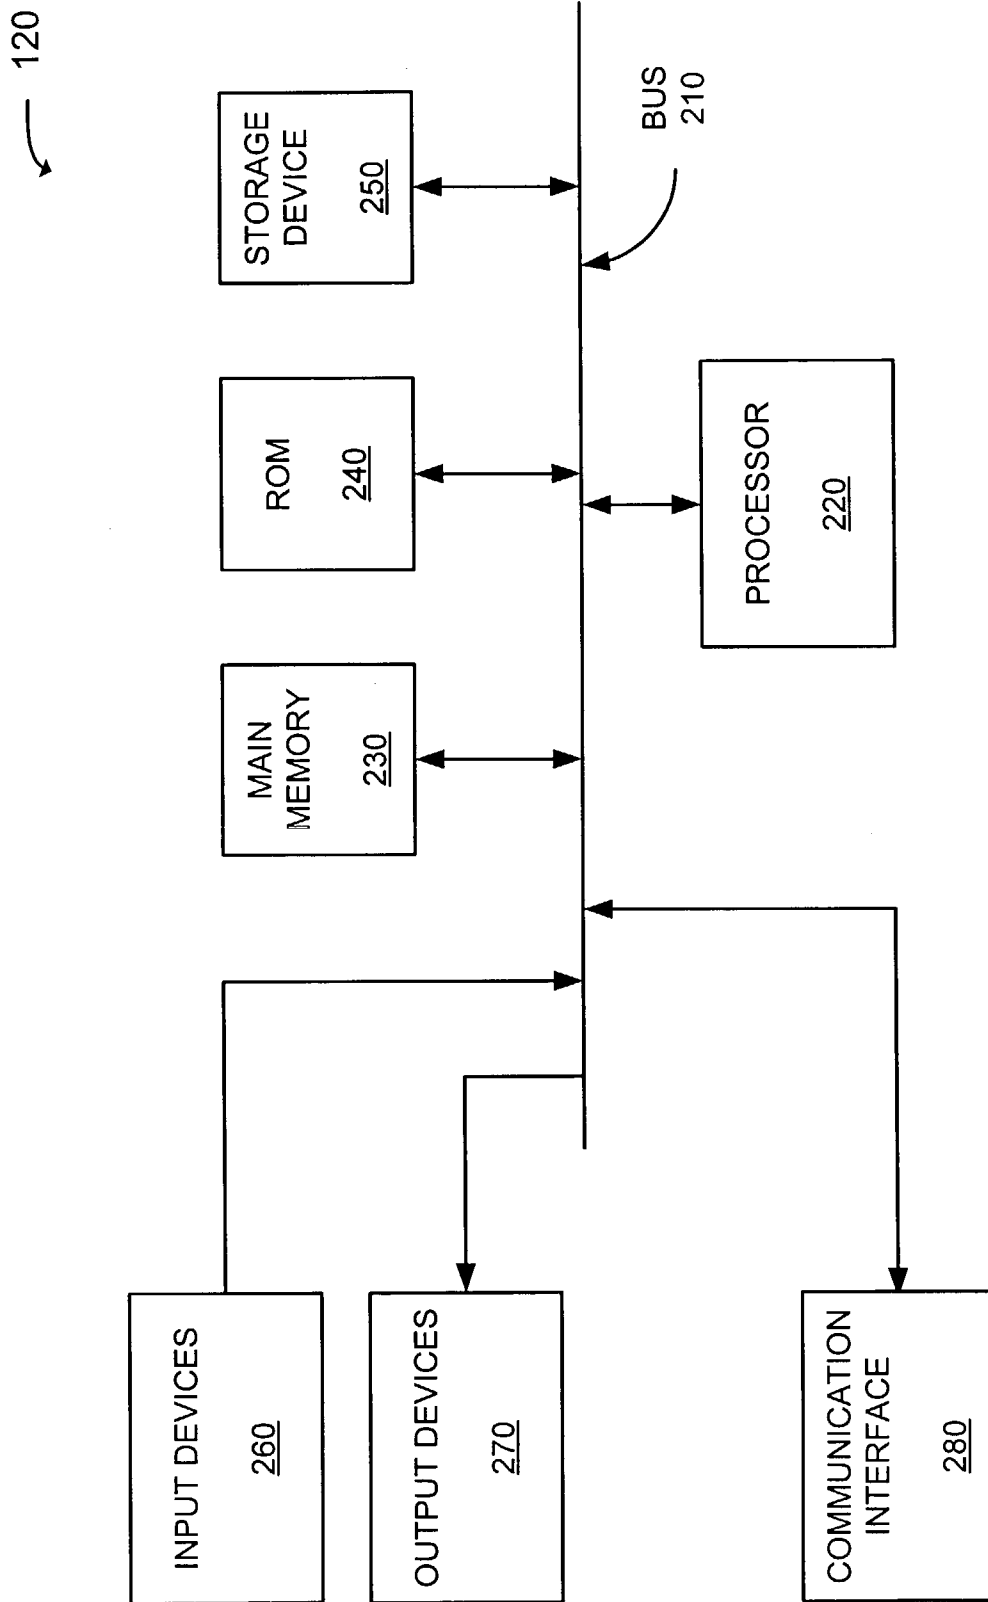 120
INPUT DEVICES
260
OUTPUT DEVICES
270
COMMUNICATION
INTERFACE
280
MAIN
MEMORY
230
ROM
240
STORAGE
DEVICE
250
PROCESSOR
220
BUS
210